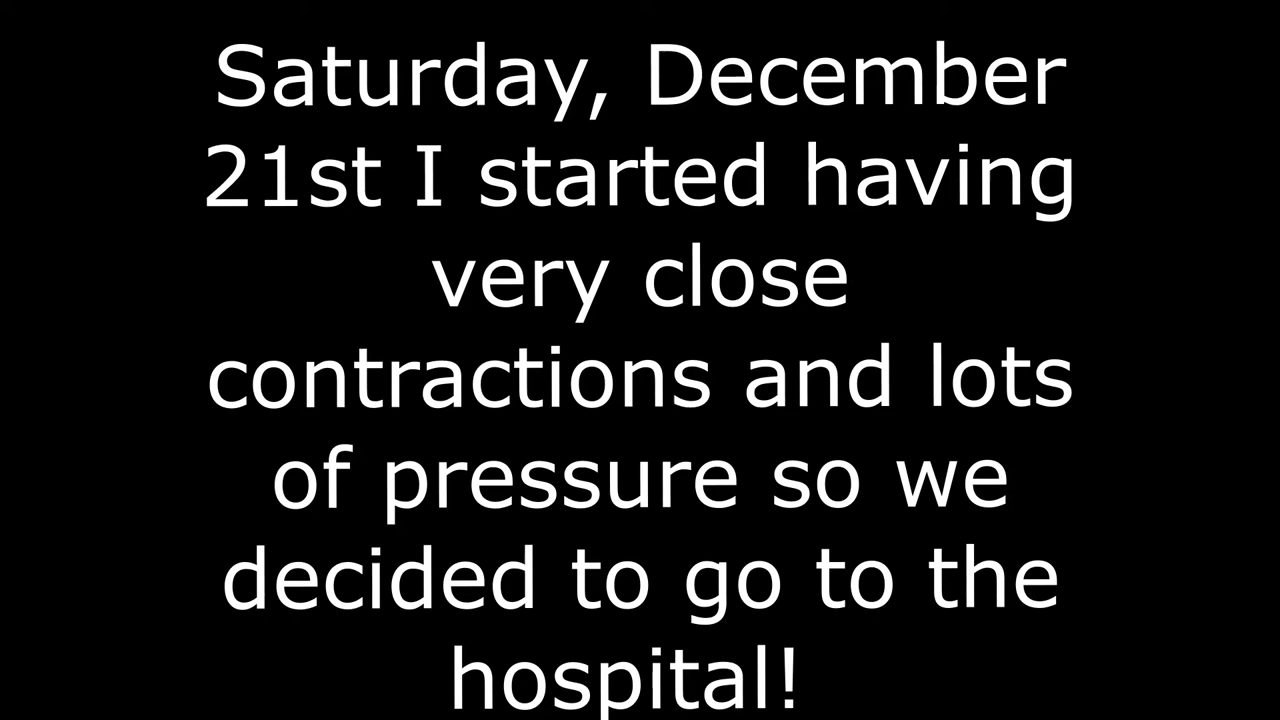 Saturday, December
21st I started having
very close
contractions and lots
of pressure so we
decided to go to the
hospital!